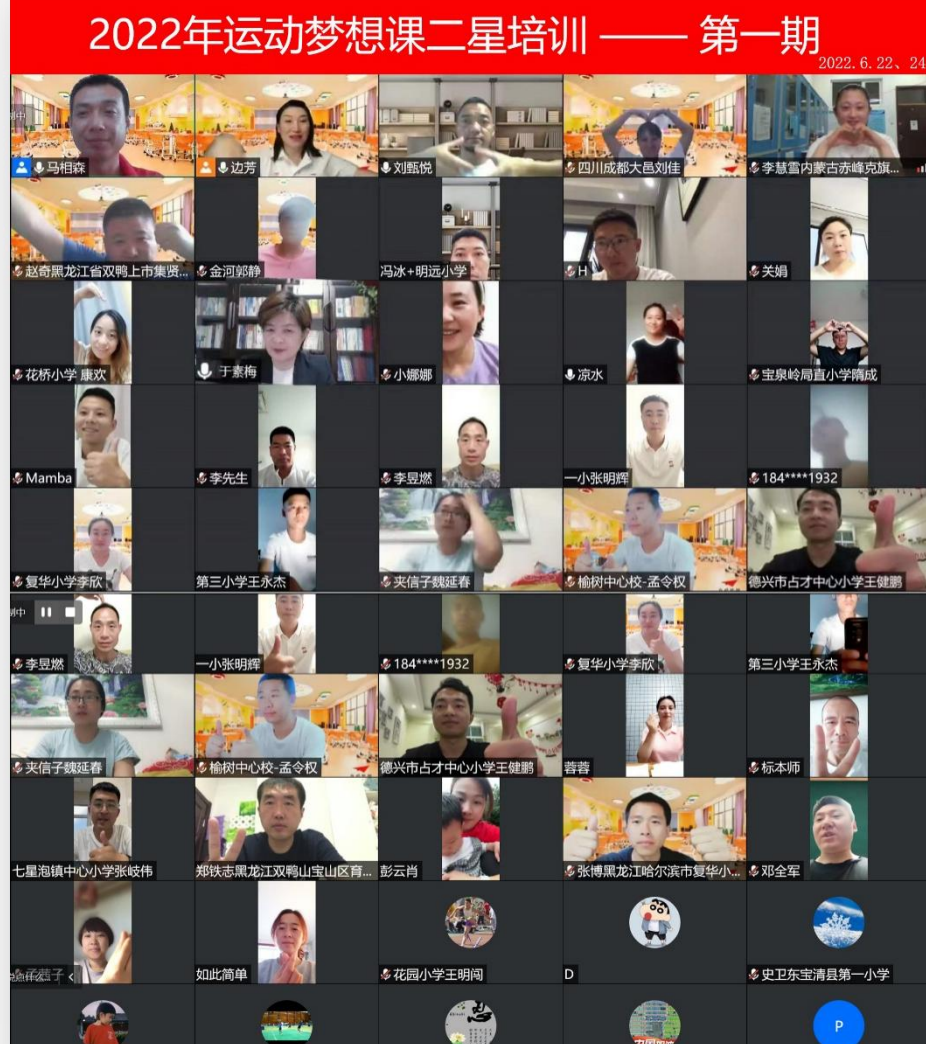 2022年运动梦想课二星培训 —— 第一期
2022.6.22、24
制中
马相森
边芳
刘甄悦
四川成都大邑刘佳
李慧雪内蒙古赤峰克旗...
赵奇黑龙江省双鸭上市集贤...
金河郭静
冯冰+明远小学
H
关娟
花桥小学 康欢
于素梅
小娜娜
凉水
宝泉岭局直小学隋成
Mamba
李先生
李昱燃
一小张明辉
184****1932
复华小学李欣
第三小学王永杰
夹信子魏延春
榆树中心校-孟令权
德兴市占才中心小学王健鹏
制中
李昱燃
一小张明辉
184****1932
复华小学李欣
第三小学王永杰
夹信子魏延春
榆树中心校-孟令权
德兴市占才中心小学王健鹏
蓉蓉
标本师
七星泡镇中心小学张岐伟
郑铁志黑龙江双鸭山宝山区育...
彭云肖
张博黑龙江哈尔滨市复华小...
邓全军
如此简单
花园小学王明阔
D
史卫东宝清县第一小学
忍
P